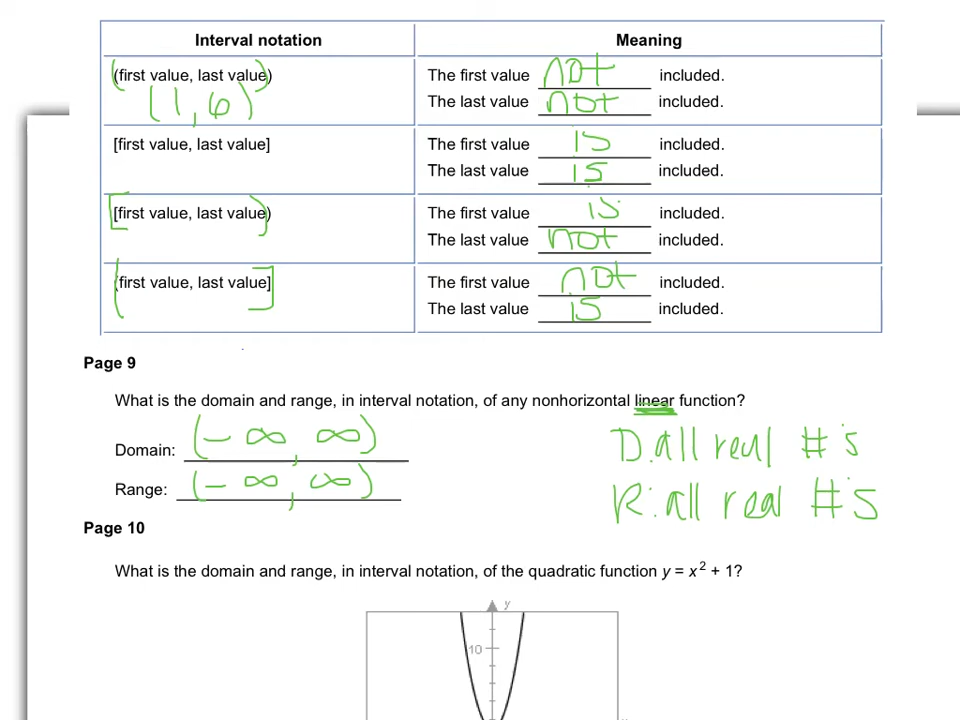 Interval notation Meaning
(first value, last value) The first value not included.
(1, 6) The last value not included.
[first value, last value] The first value is included.
The last value is included.
[first value, last value) The first value is included.
The last value not included.
(first value, last value] The first value not included.
The last value is included.
Page 9
What is the domain and range, in interval notation, of any nonhorizontal linear function?
Domain: (-∞, ∞) D. all real #'s
Range: (-∞, ∞) R: all real #'s
Page 10
What is the domain and range, in interval notation, of the quadratic function y = x² + 1?
y
10